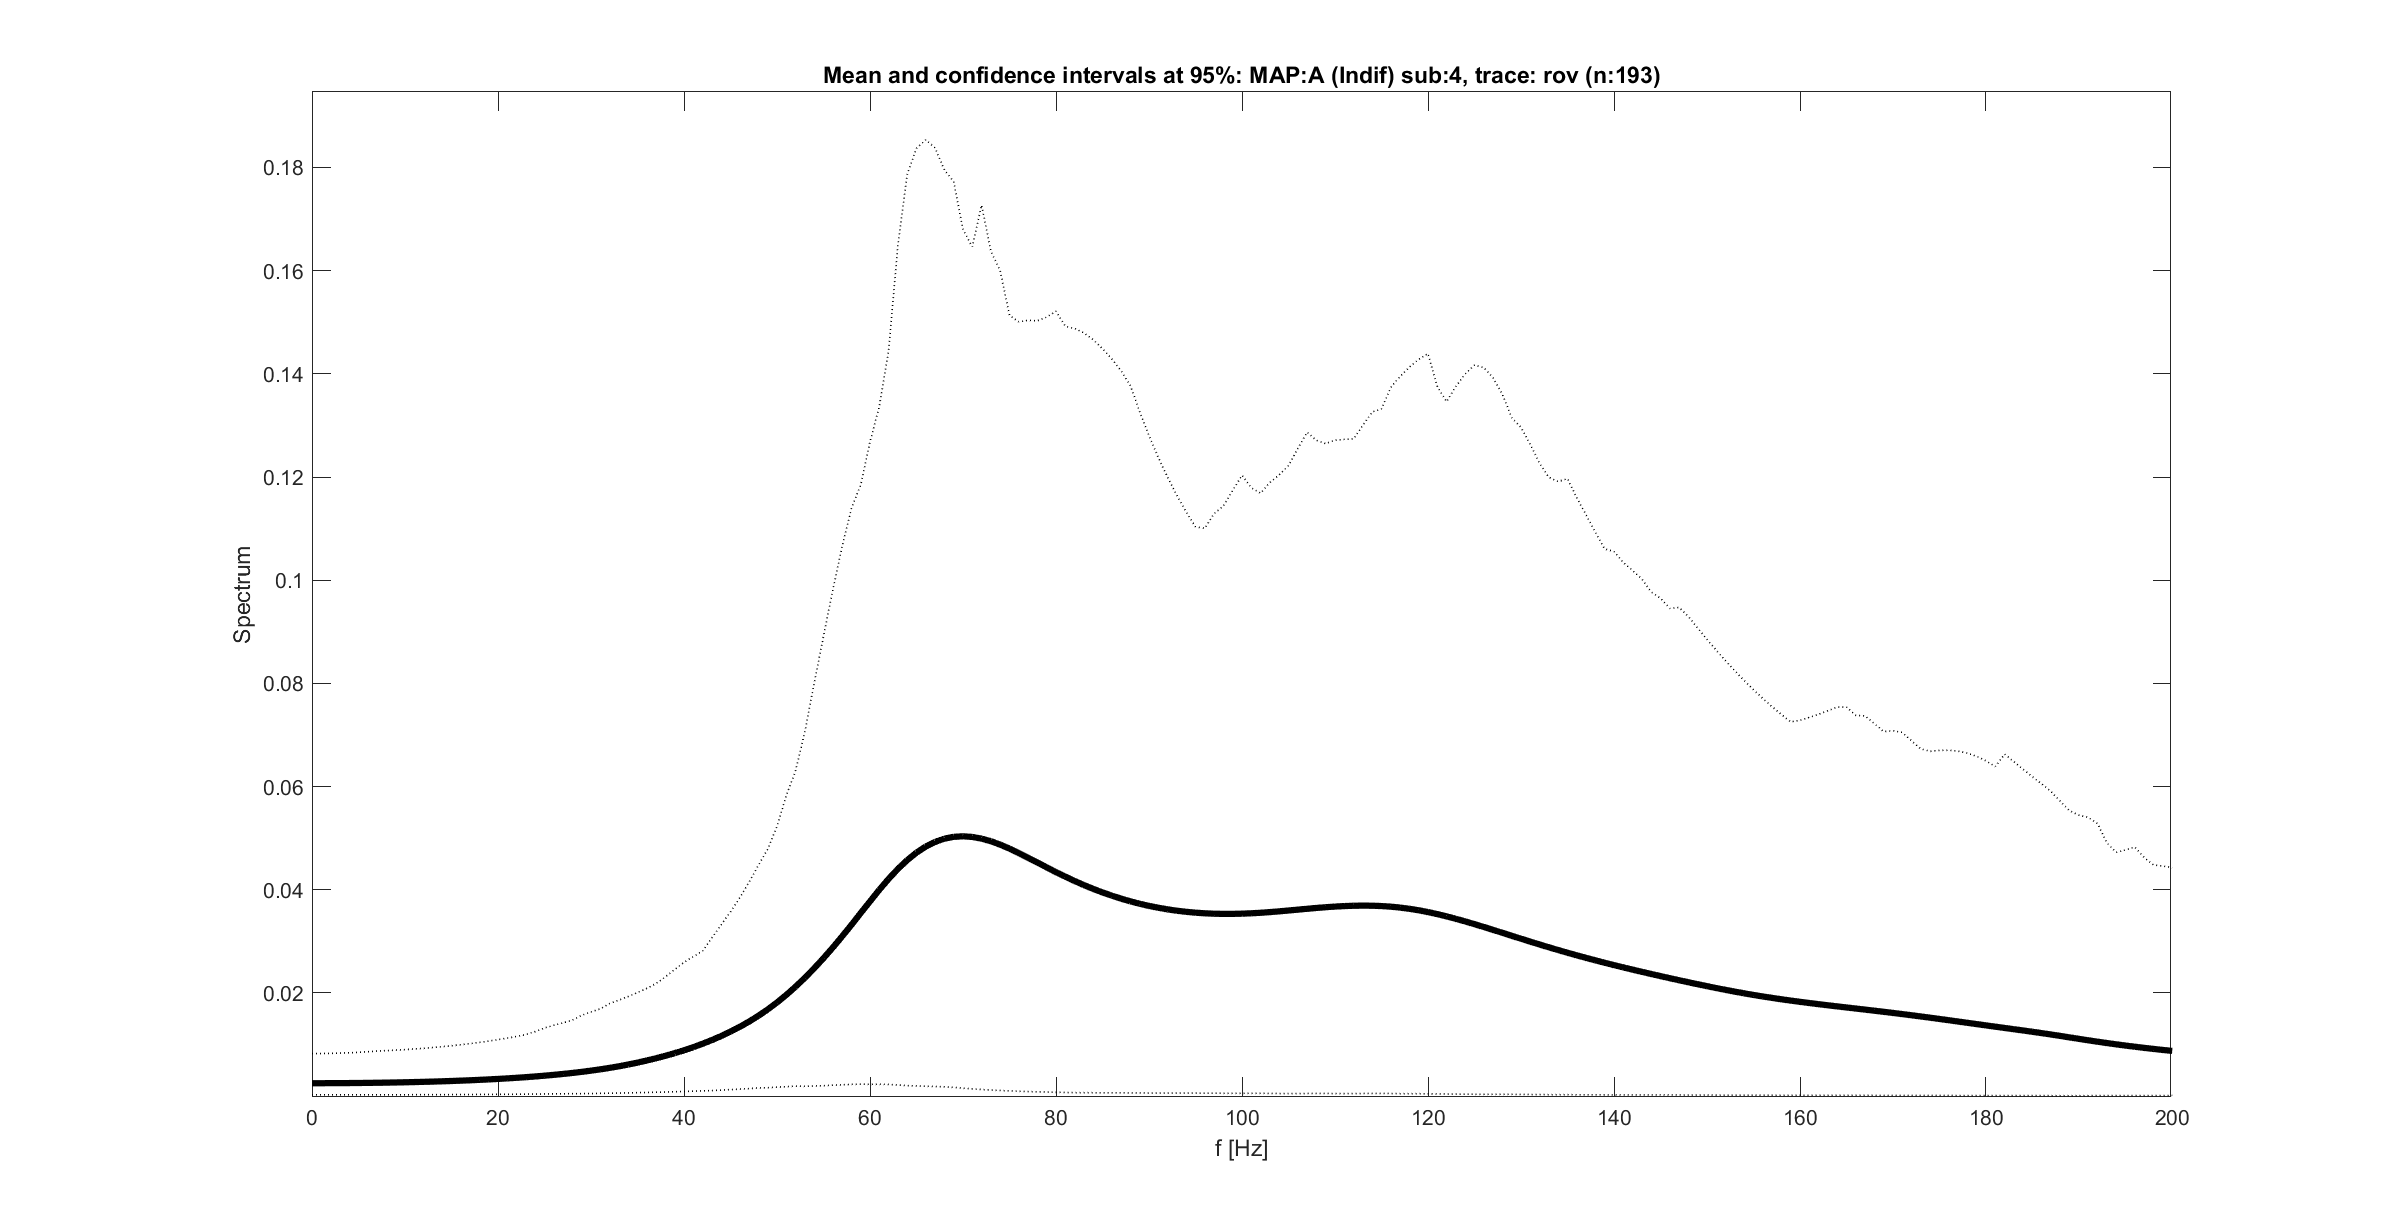 Mean and confidence intervals at 95%: MAP:A (Indif) sub:4, trace: rov (n:193)
0.18
0.16
0.14
0.12
0.1
0.08
0.06
0.04
0.02
Spectrum
0 20 40 60 80 100 120 140 160 180 200
f [Hz]